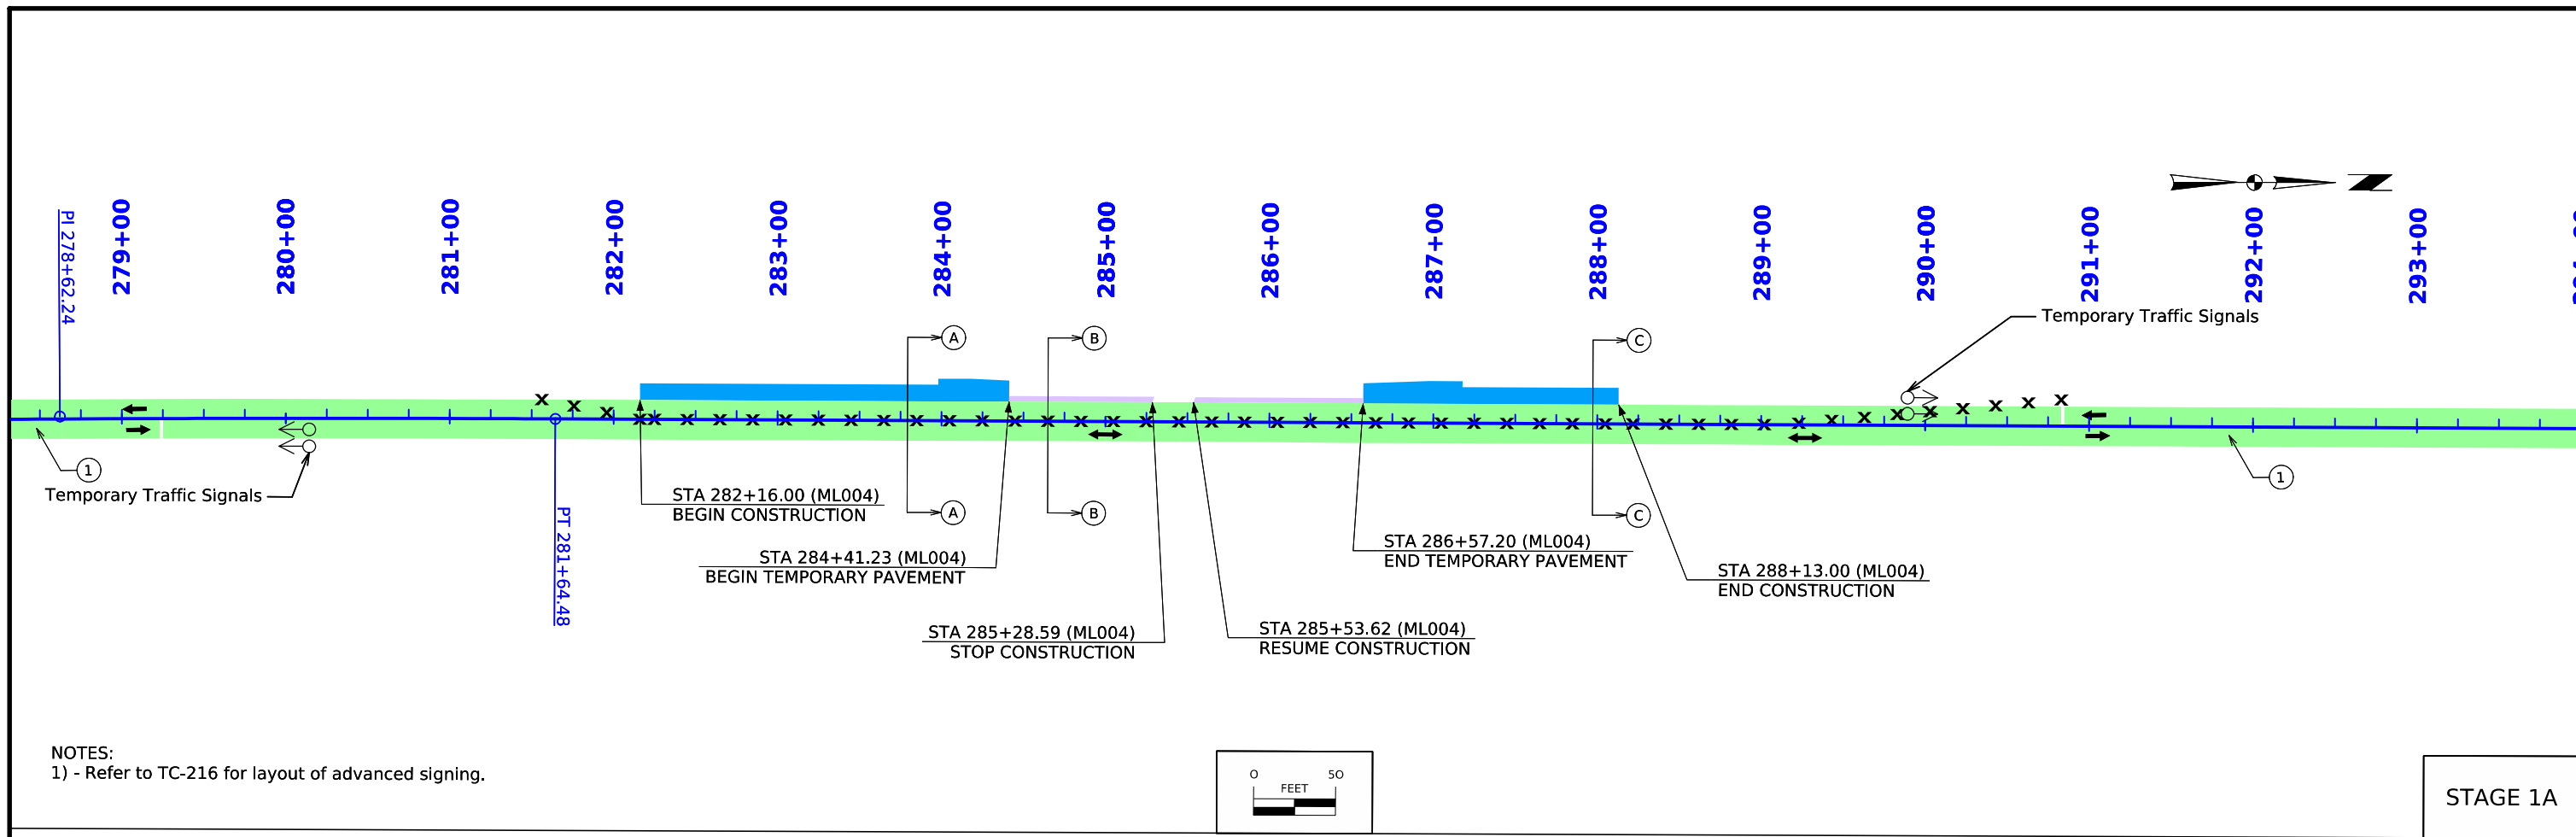 PI 278+62.24
279+00
280+00
281+00
282+00
283+00
284+00
285+00
286+00
287+00
288+00
289+00
290+00
291+00
292+00
293+00
Temporary Traffic Signals
A
B
C
1
Temporary Traffic Signals
PT 281+64.48
STA 282+16.00 (ML004)
BEGIN CONSTRUCTION
A
B
C
1
STA 284+41.23 (ML004)
BEGIN TEMPORARY PAVEMENT
STA 286+57.20 (ML004)
END TEMPORARY PAVEMENT
STA 288+13.00 (ML004)
END CONSTRUCTION
STA 285+28.59 (ML004)
STOP CONSTRUCTION
STA 285+53.62 (ML004)
RESUME CONSTRUCTION
NOTES:
1) - Refer to TC-216 for layout of advanced signing.
0 50
FEET
STAGE 1A